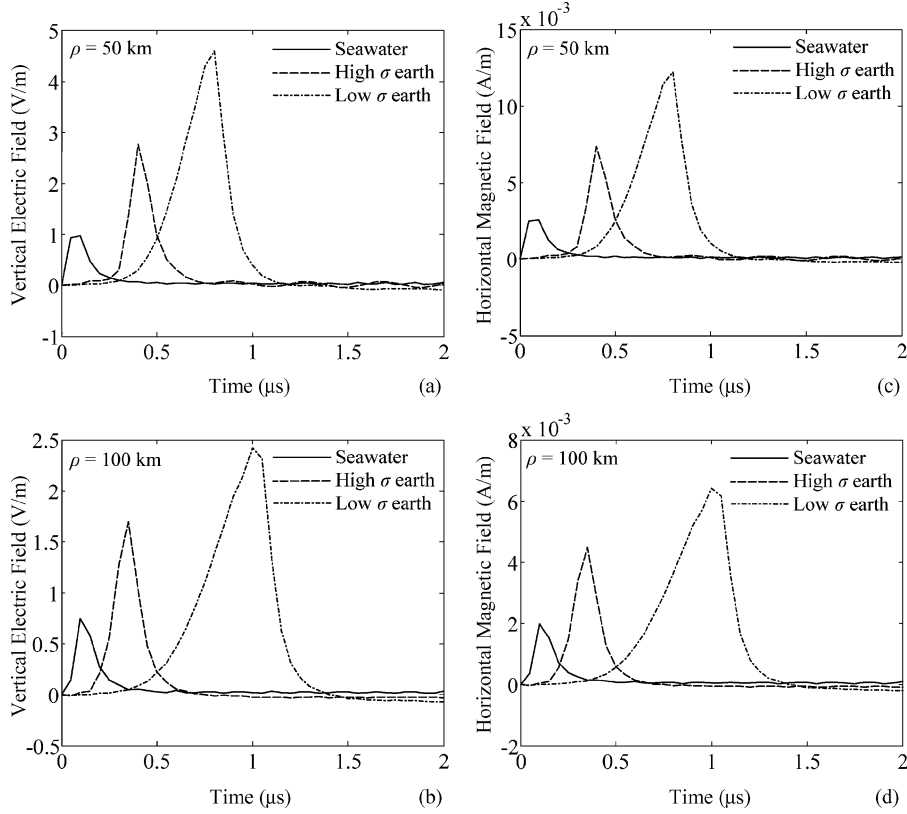 5
4
3
2
1
0
-1
0 0.5 1 1.5 2
ρ = 50 km
Seawater
High σ earth
Low σ earth
Vertical Electric Field (V/m)
Time (μs) (a)
x 10⁻³
15
10
5
0
-5
0 0.5 1 1.5 2
ρ = 50 km
Seawater
High σ earth
Low σ earth
Horizontal Magnetic Field (A/m)
Time (μs) (c)
2.5
2
1.5
1
0.5
0
-0.5
0 0.5 1 1.5 2
ρ = 100 km
Seawater
High σ earth
Low σ earth
Vertical Electric Field (V/m)
Time (μs) (b)
x 10⁻³
8
6
4
2
0
-2
0 0.5 1 1.5 2
ρ = 100 km
Seawater
High σ earth
Low σ earth
Horizontal Magnetic Field (A/m)
Time (μs) (d)